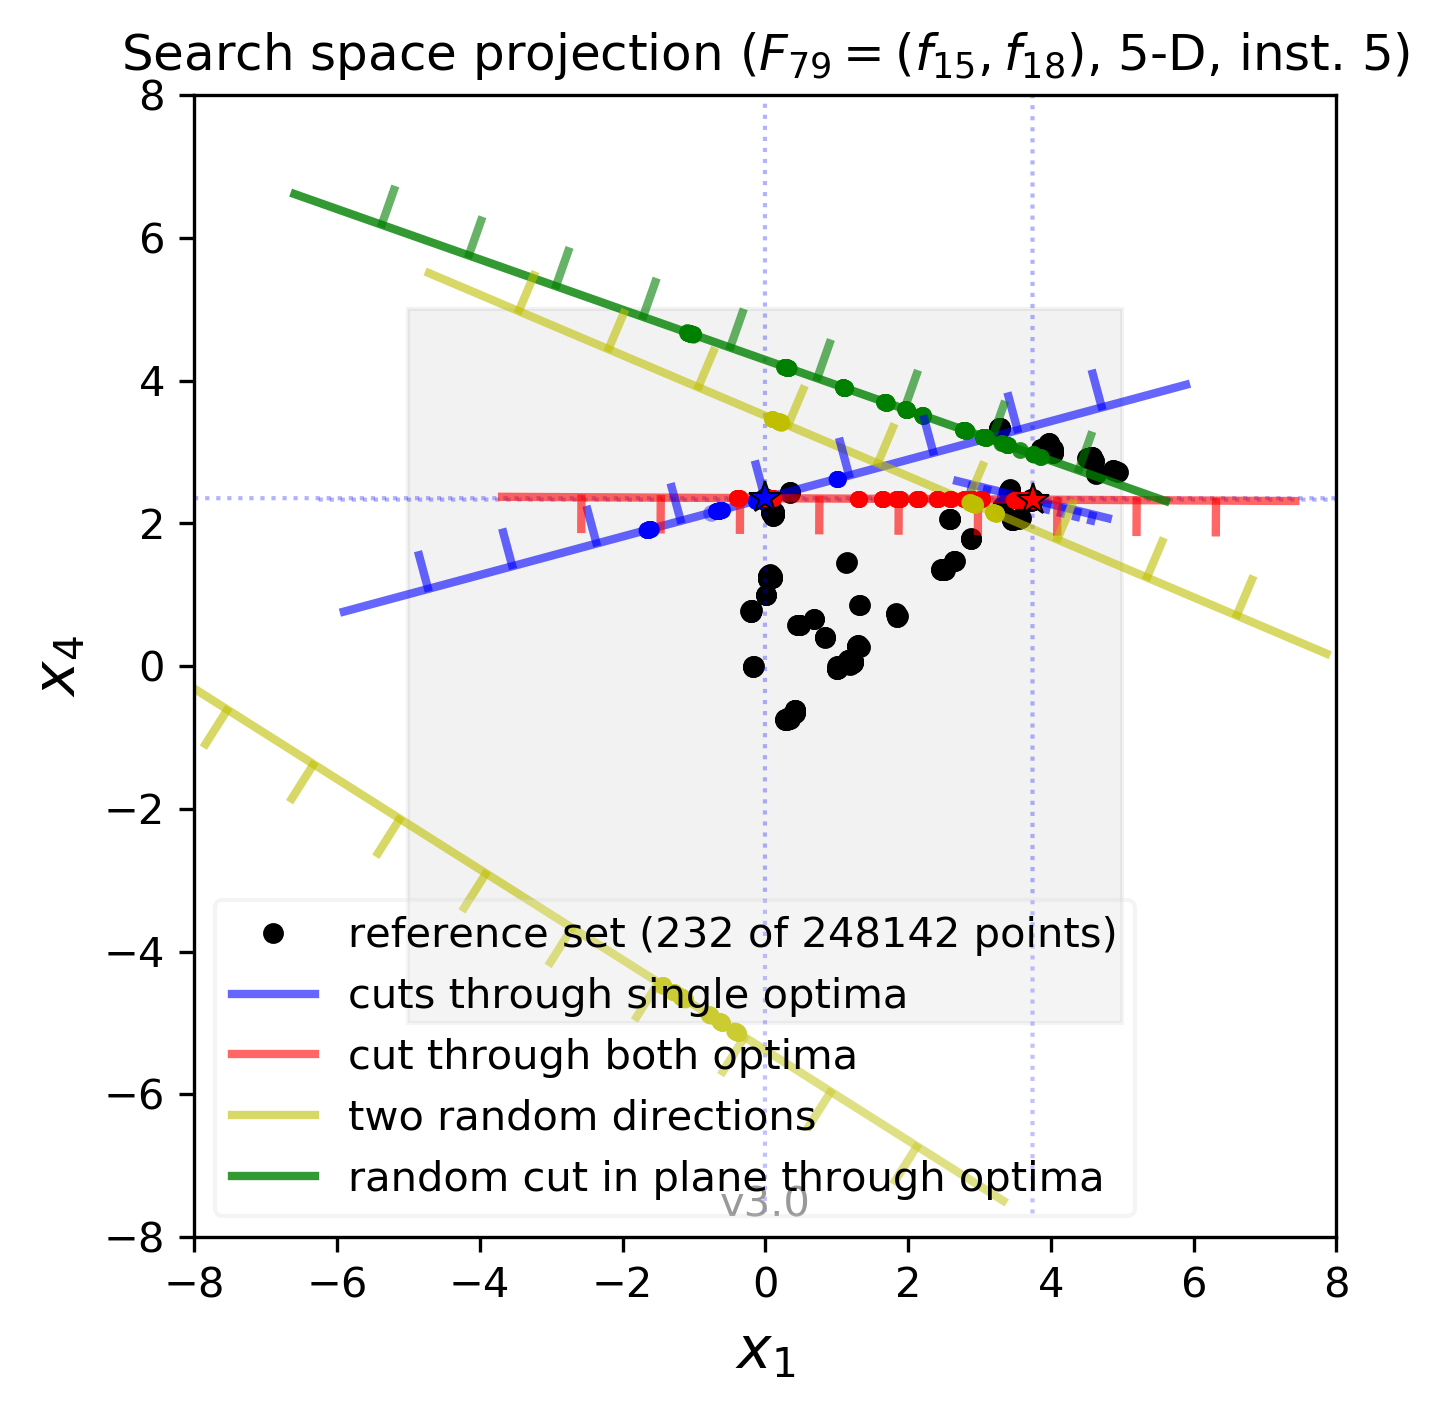 Search space projection (F79 = (f15, f18), 5-D, inst. 5)
8
6
4
2
0
−2
−4
−6
−8
x4
reference set (232 of 248142 points)
cuts through single optima
cut through both optima
two random directions
random cut in plane through optima
v3.0
−8 −6 −4 −2 0 2 4 6 8
x1